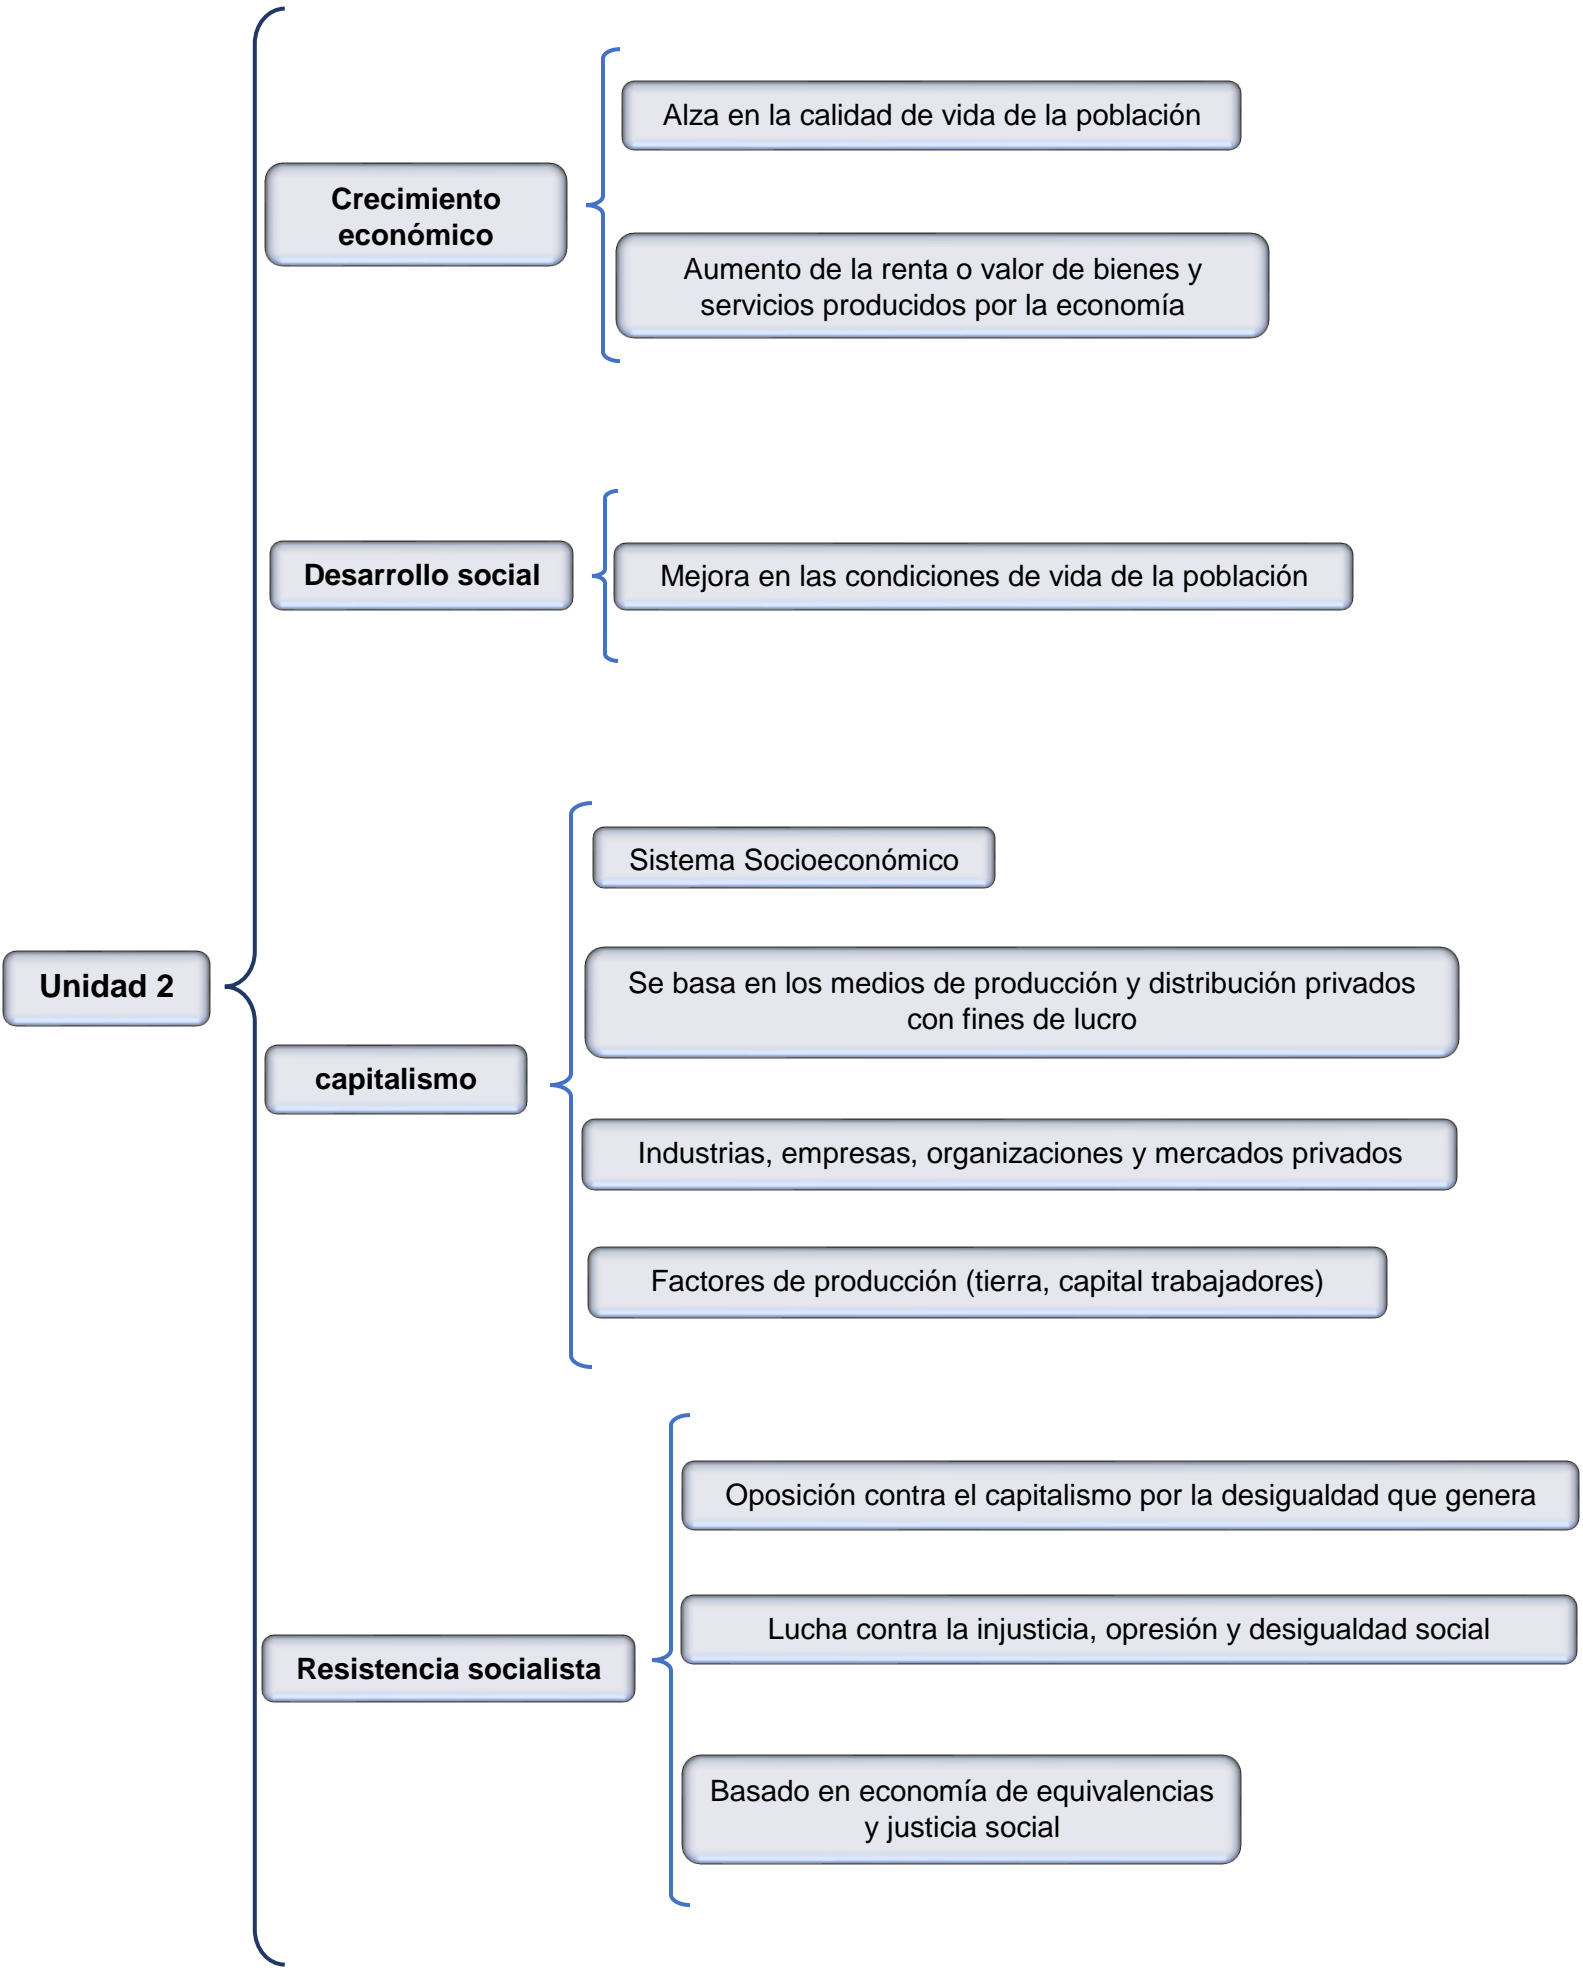 Unidad 2
Crecimiento
económico
Alza en la calidad de vida de la población
Aumento de la renta o valor de bienes y
servicios producidos por la economía
Desarrollo social
Mejora en las condiciones de vida de la población
capitalismo
Sistema Socioeconómico
Se basa en los medios de producción y distribución privados
con fines de lucro
Industrias, empresas, organizaciones y mercados privados
Factores de producción (tierra, capital trabajadores)
Resistencia socialista
Oposición contra el capitalismo por la desigualdad que genera
Lucha contra la injusticia, opresión y desigualdad social
Basado en economía de equivalencias
y justicia social